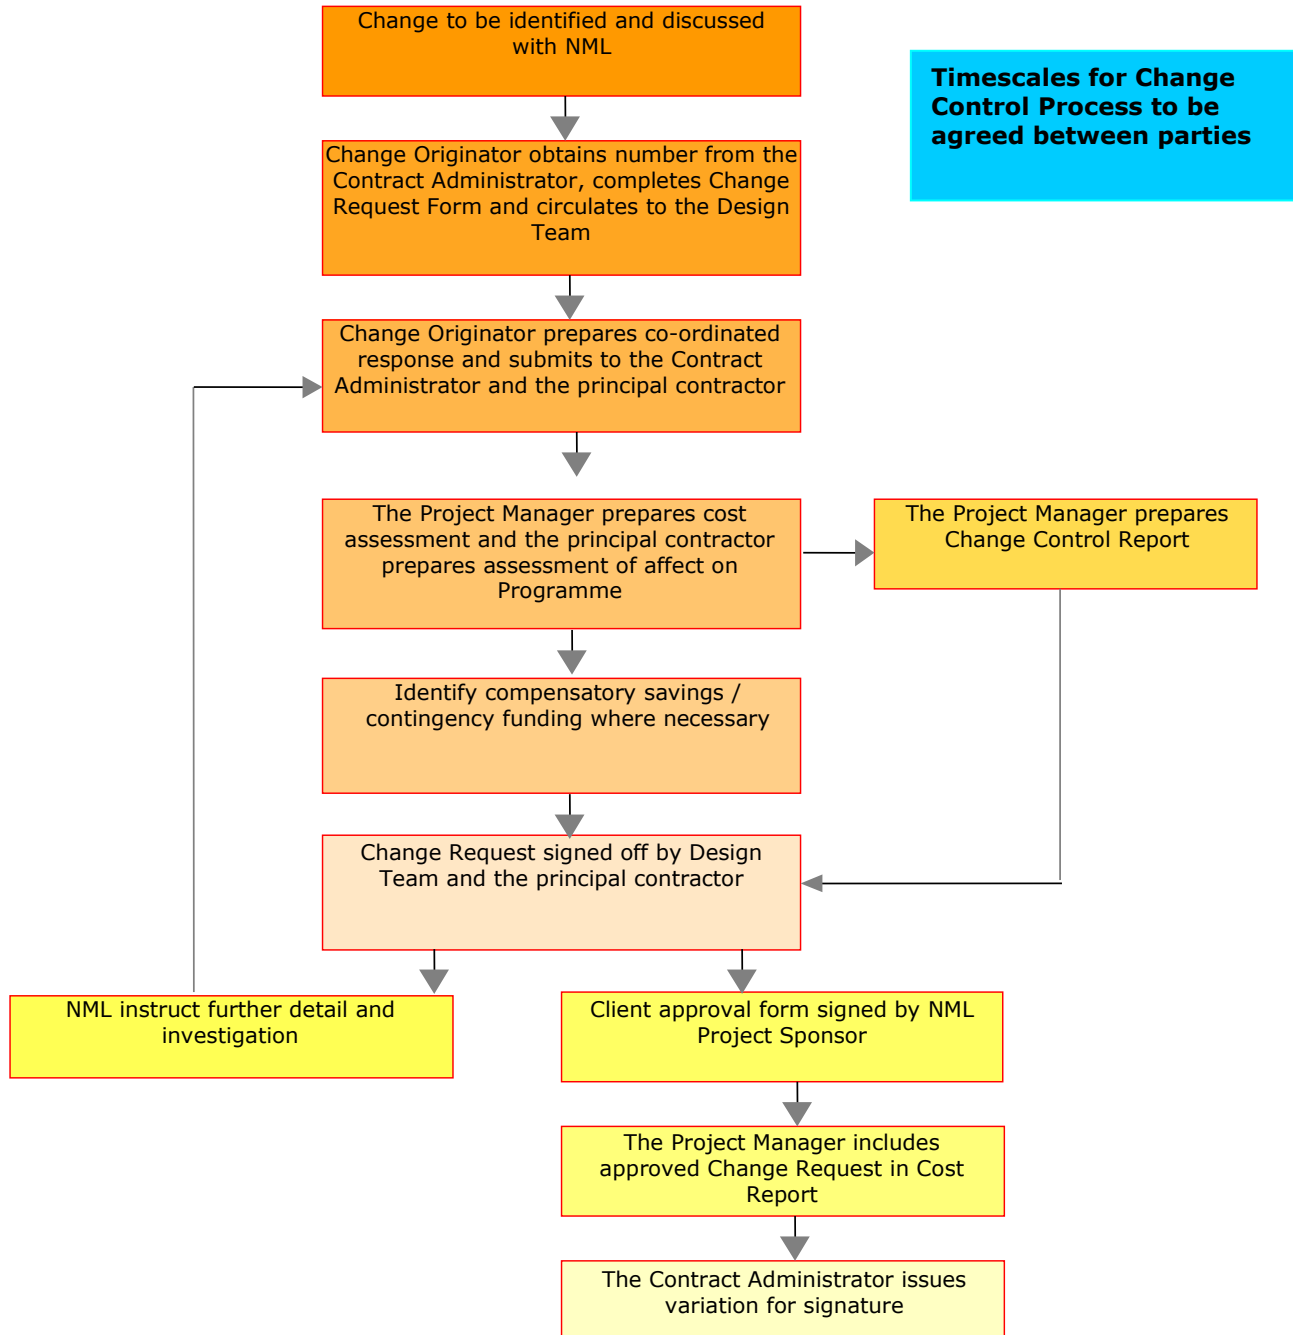 Change to be identified and discussed
with NML
Timescales for Change
Control Process to be
agreed between parties
Change Originator obtains number from the
Contract Administrator, completes Change
Request Form and circulates to the Design
Team
Change Originator prepares co-ordinated
response and submits to the Contract
Administrator and the principal contractor
The Project Manager prepares cost
assessment and the principal contractor
prepares assessment of affect on
Programme
The Project Manager prepares
Change Control Report
Identify compensatory savings /
contingency funding where necessary
Change Request signed off by Design
Team and the principal contractor
NML instruct further detail and
investigation
Client approval form signed by NML
Project Sponsor
The Project Manager includes
approved Change Request in Cost
Report
The Contract Administrator issues
variation for signature